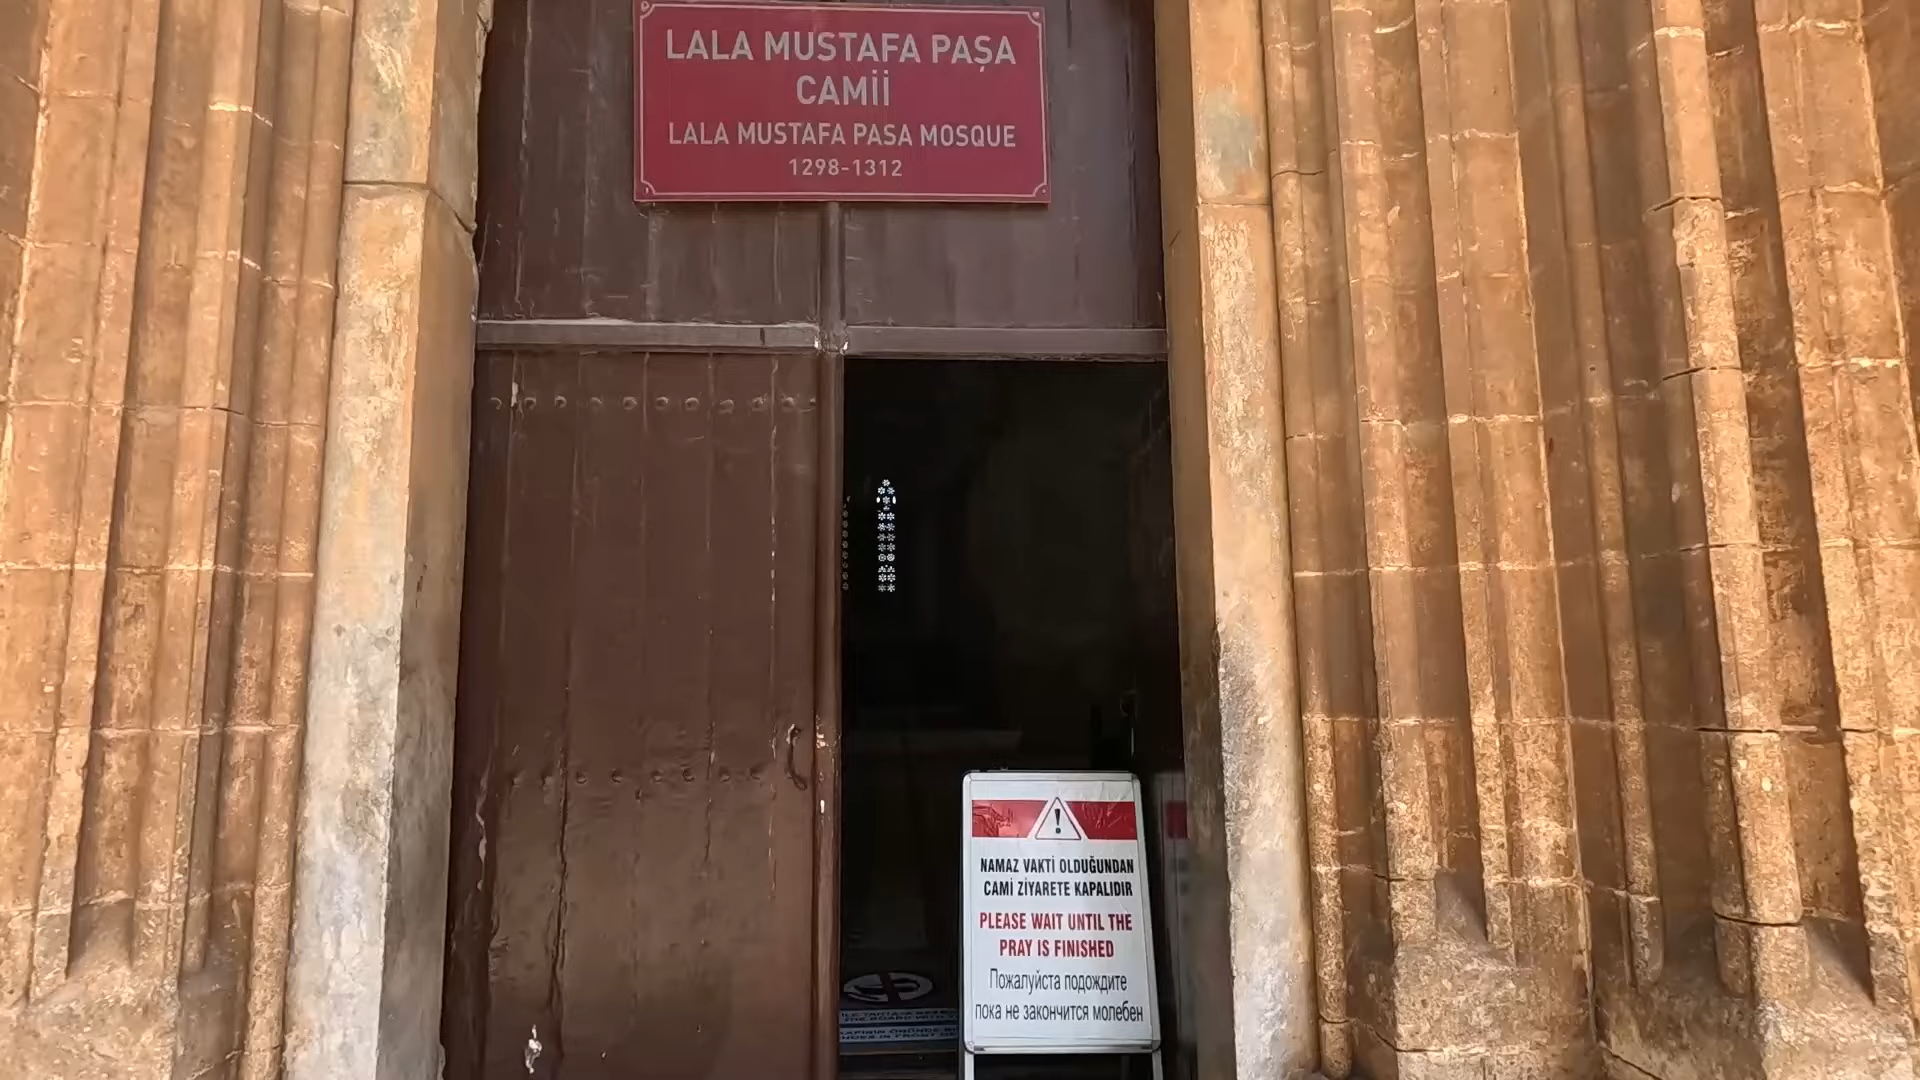 LALA MUSTAFA PAŞA
CAMİİ
LALA MUSTAFA PASA MOSQUE
1298-1312
NAMAZ VAKTİ OLDUĞUNDAN
CAMİ ZİYARETE KAPALIDIR
PLEASE WAIT UNTIL THE
PRAY IS FINISHED
Пожалуйста подождите
пока не закончится молебен